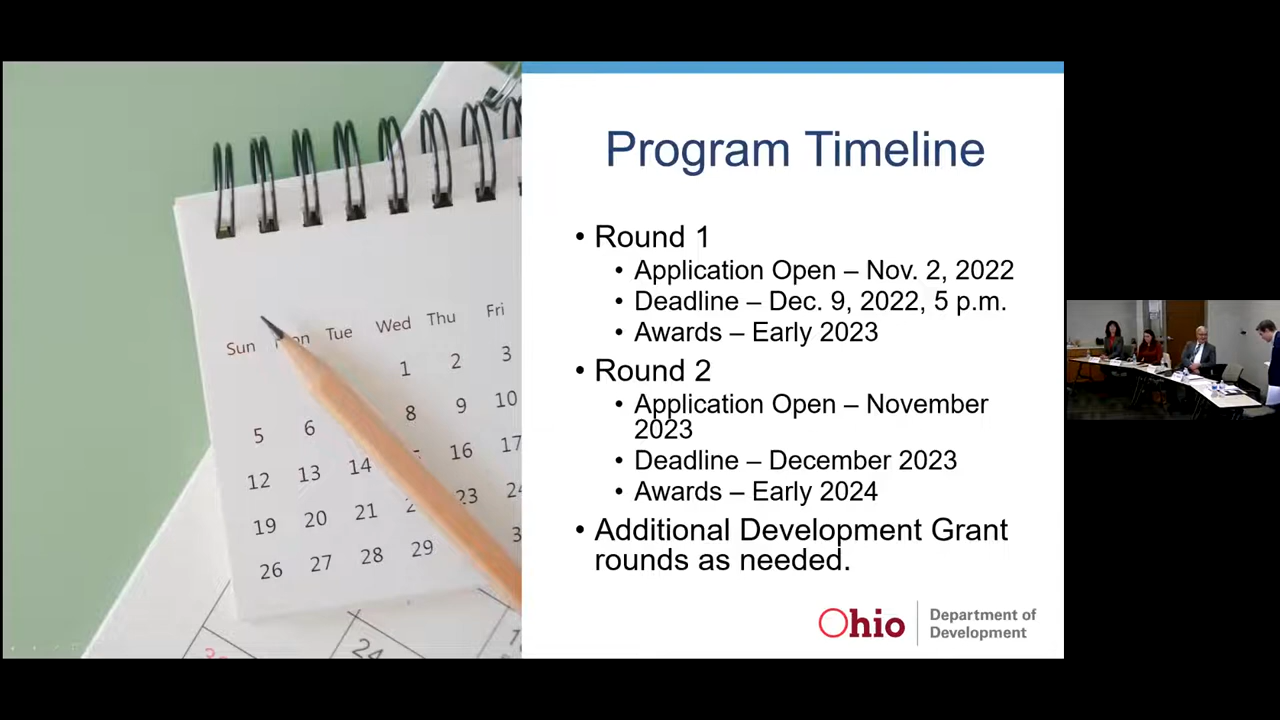 Program Timeline
• Round 1
• Application Open – Nov. 2, 2022
• Deadline – Dec. 9, 2022, 5 p.m.
• Awards – Early 2023
• Round 2
• Application Open – November
2023
• Deadline – December 2023
• Awards – Early 2024
• Additional Development Grant
rounds as needed.
Ohio
Department of
Development
Sun Mon Tue Wed Thu Fri
1 2 3
5 6 8 9 10
12 13 14 16 17
19 20 21 23
26 27 28 29
24